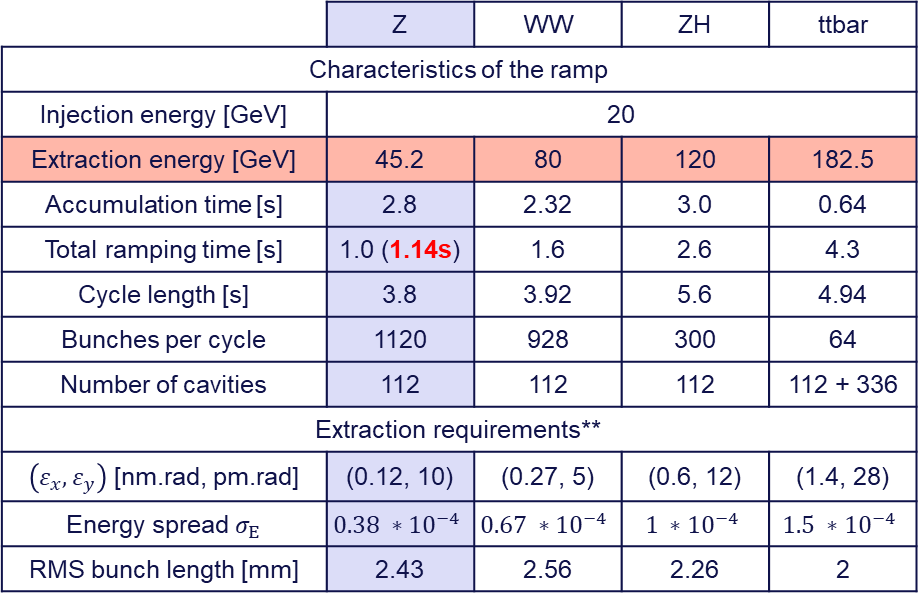 Z WW ZH ttbar
Characteristics of the ramp
Injection energy [GeV] 20
Extraction energy [GeV] 45.2 80 120 182.5
Accumulation time [s] 2.8 2.32 3.0 0.64
Total ramping time [s] 1.0 (1.14s) 1.6 2.6 4.3
Cycle length [s] 3.8 3.92 5.6 4.94
Bunches per cycle 1120 928 300 64
Number of cavities 112 112 112 112 + 336
Extraction requirements**
(εₓ, εᵧ) [nm.rad, pm.rad] (0.12, 10) (0.27, 5) (0.6, 12) (1.4, 28)
Energy spread σ_E 0.38 * 10⁻⁴ 0.67 * 10⁻⁴ 1 * 10⁻⁴ 1.5 * 10⁻⁴
RMS bunch length [mm] 2.43 2.56 2.26 2